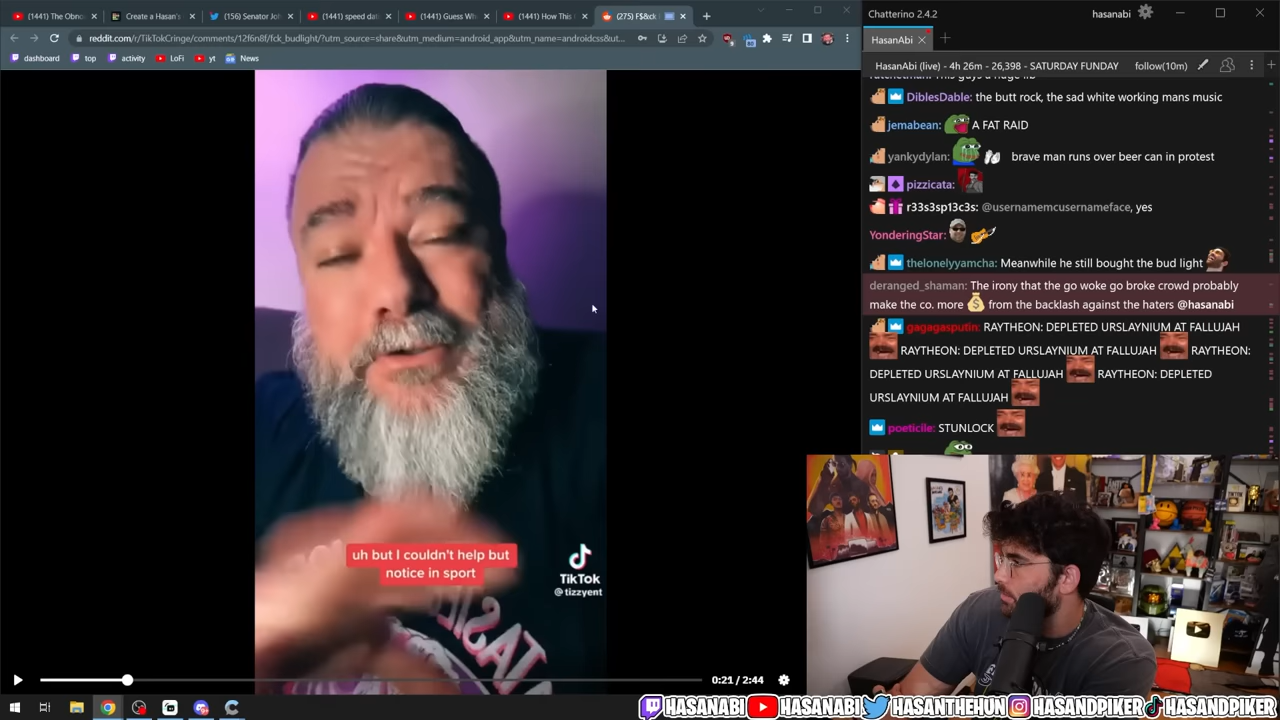 (1441) The Obno
Create a Hasan's
(156) Senator Joh
(1441) speed dat
(1441) Guess Wh
(1441) How This
(275) F$&ck
reddit.com/r/TikTokCringe/comments/12f6n8f/fck_budlight/?utm_source=share&utm_medium=android_app&utm_name=androidcss&ut...
dashboard
top
activity
LoFi
yt
News
uh but I couldn't help but
notice in sport
TikTok
@tizzyent
0:21 / 2:44
Chatterino 2.4.2
hasanabi
HasanAbi
HasanAbi (live) - 4h 26m - 26,398 - SATURDAY FUNDAY
follow(10m)
DiblesDable: the butt rock, the sad white working mans music
jemabean: A FAT RAID
yankydylan: brave man runs over beer can in protest
pizzicata:
r33s3sp13c3s: @usernamemcusernameface, yes
YonderingStar:
thelonelyyamcha: Meanwhile he still bought the bud light
deranged_shaman: The irony that the go woke go broke crowd probably
make the co. more from the backlash against the haters @hasanabi
gagagasputin: RAYTHEON: DEPLETED URSLAYNIUM AT FALLUJAH
RAYTHEON: DEPLETED URSLAYNIUM AT FALLUJAH RAYTHEON:
DEPLETED URSLAYNIUM AT FALLUJAH RAYTHEON: DEPLETED
URSLAYNIUM AT FALLUJAH
poeticile: STUNLOCK
HASANABI HASANABI HASANTHEHUN HASANDPIKER HASANDPIKER